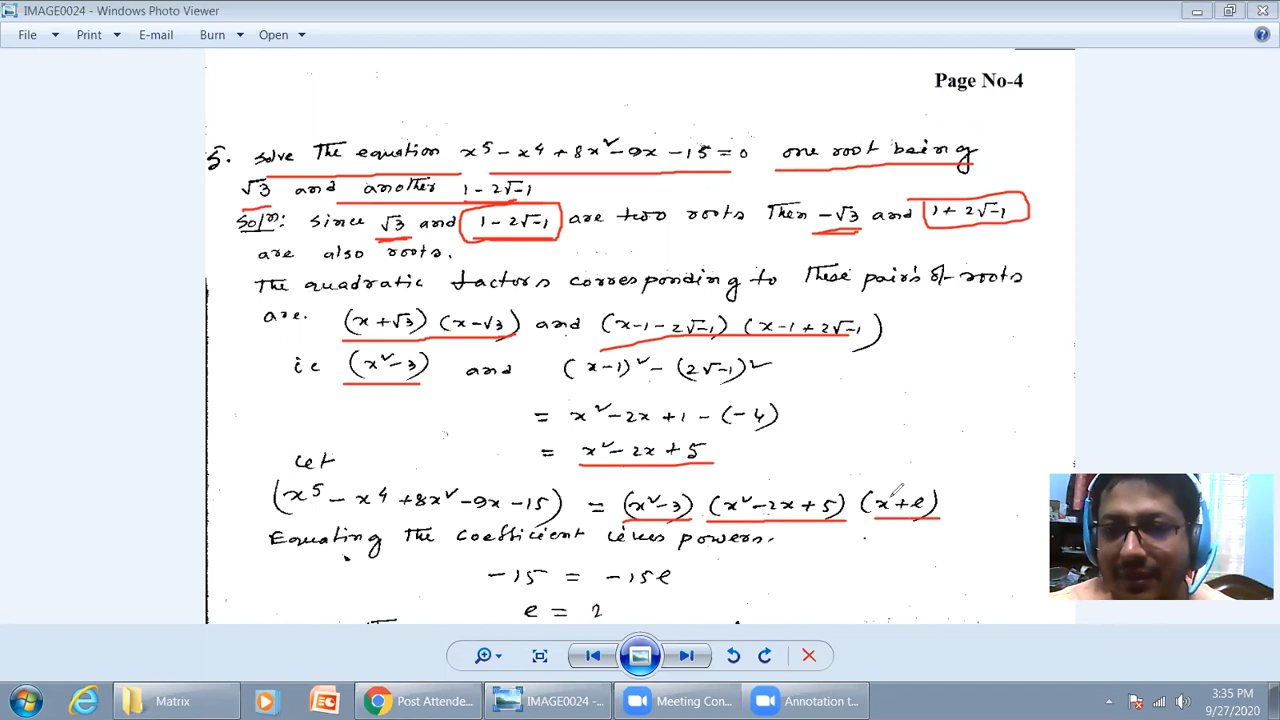 IMAGE0024 - Windows Photo Viewer
File Print E-mail Burn Open
Page No-4
5. Solve the equation x⁵ - x⁴ + 8x² - 9x - 15 = 0 one root being
√3 and another 1 - 2√-1
Solⁿ: Since √3 and 1 - 2√-1 are two roots Then -√3 and 1 + 2√-1
are also roots.
The quadratic factors corresponding to These pair's of roots
are. (x+√3) (x-√3) and (x-1-2√-1) (x-1+2√-1)
ie (x²-3) and (x-1)² - (2√-1)²
= x² - 2x + 1 - (-4)
= x² - 2x + 5
Let
(x⁵ - x⁴ + 8x² - 9x - 15) = (x²-3) (x²-2x+5) (x+e)
Equating the coefficient likes powers.
-15 = -15e
e = 2
Matrix
Post Attende...
IMAGE0024 -...
Meeting Con...
Annotation t...
3:35 PM
9/27/2020